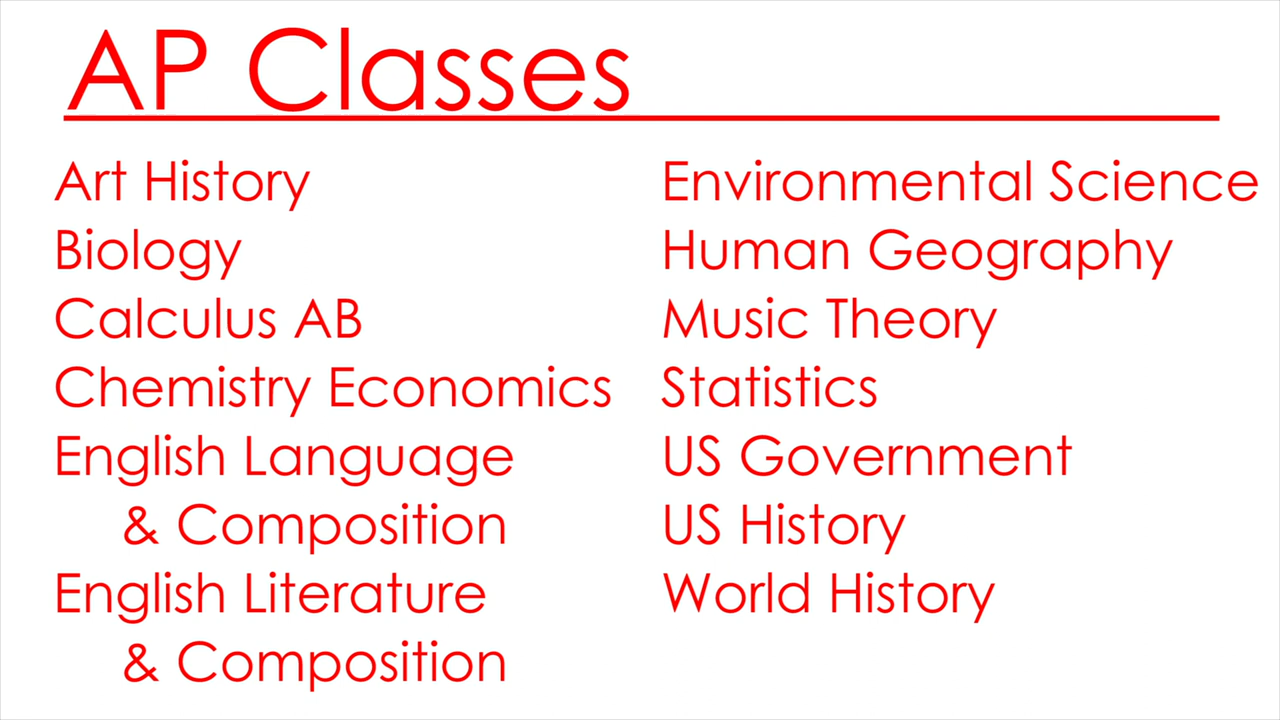 AP Classes
Art History
Biology
Calculus AB
Chemistry Economics
English Language
& Composition
English Literature
& Composition
Environmental Science
Human Geography
Music Theory
Statistics
US Government
US History
World History